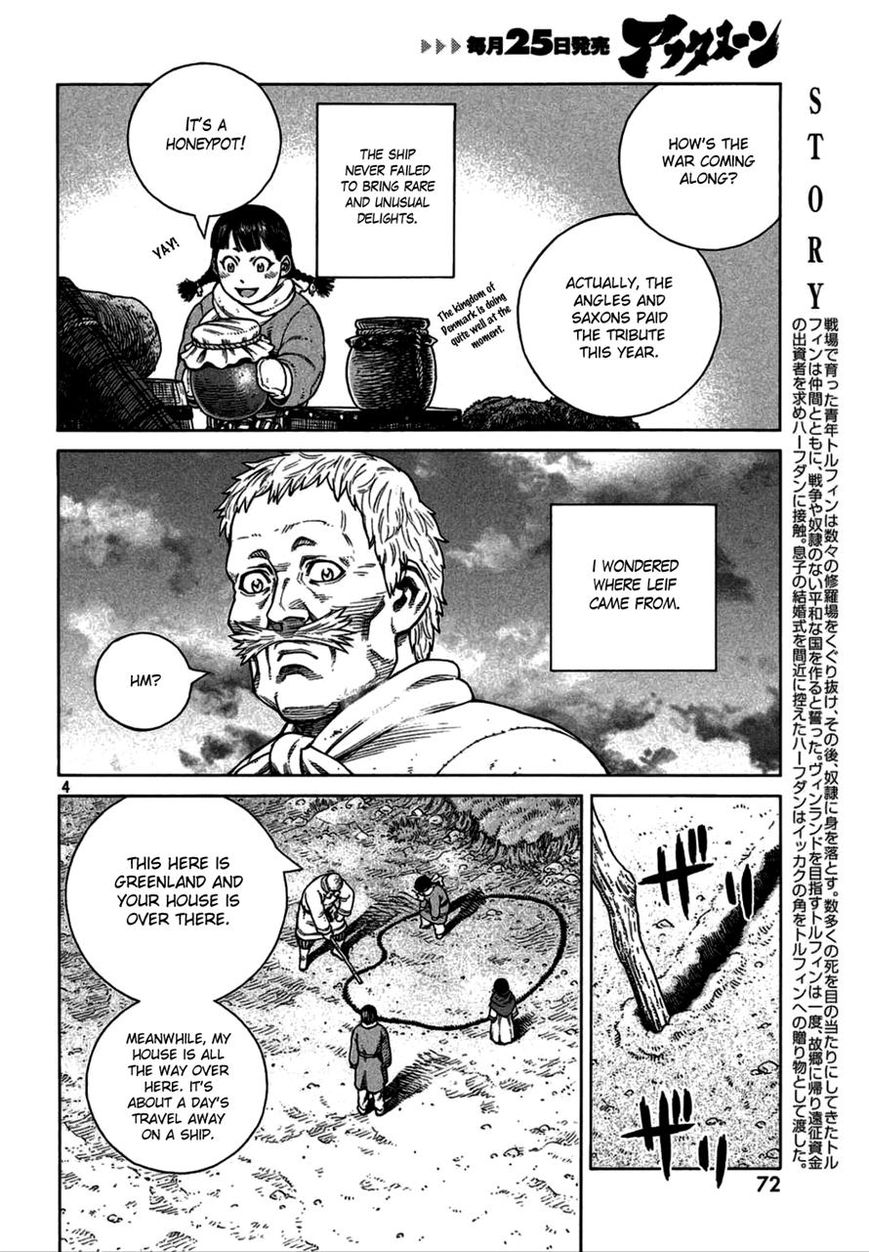 毎月25日発売
アフタヌーン
STORY
戦場で育った青年トルフィンは数々の修羅場をくぐり抜け、その後、奴隷に身を落とす。数多くの死を目の当たりにしてきたトル
フィンは仲間とともに、戦争や奴隷のない平和な国を作ると誓った。ヴィンランドを目指すトルフィンは一度、故郷に帰り遠征資金
の出資者を求めハーフダンに接触。息子の結婚式を間近に控えたハーフダンはイッカクの角をトルフィンへの贈り物として渡した。
HOW'S THE
WAR COMING
ALONG?
ACTUALLY, THE
ANGLES AND
SAXONS PAID
THE TRIBUTE
THIS YEAR.
The kingdom of
Denmark is doing
quite well at the
moment.
THE SHIP
NEVER FAILED
TO BRING RARE
AND UNUSUAL
DELIGHTS.
IT'S A
HONEYPOT!
YAY!
I WONDERED
WHERE LEIF
CAME FROM.
HM?
ザザ
ザッ
THIS HERE IS
GREENLAND AND
YOUR HOUSE IS
OVER THERE.
MEANWHILE, MY
HOUSE IS ALL
THE WAY OVER
HERE. IT'S
ABOUT A DAY'S
TRAVEL AWAY
ON A SHIP.
4
72